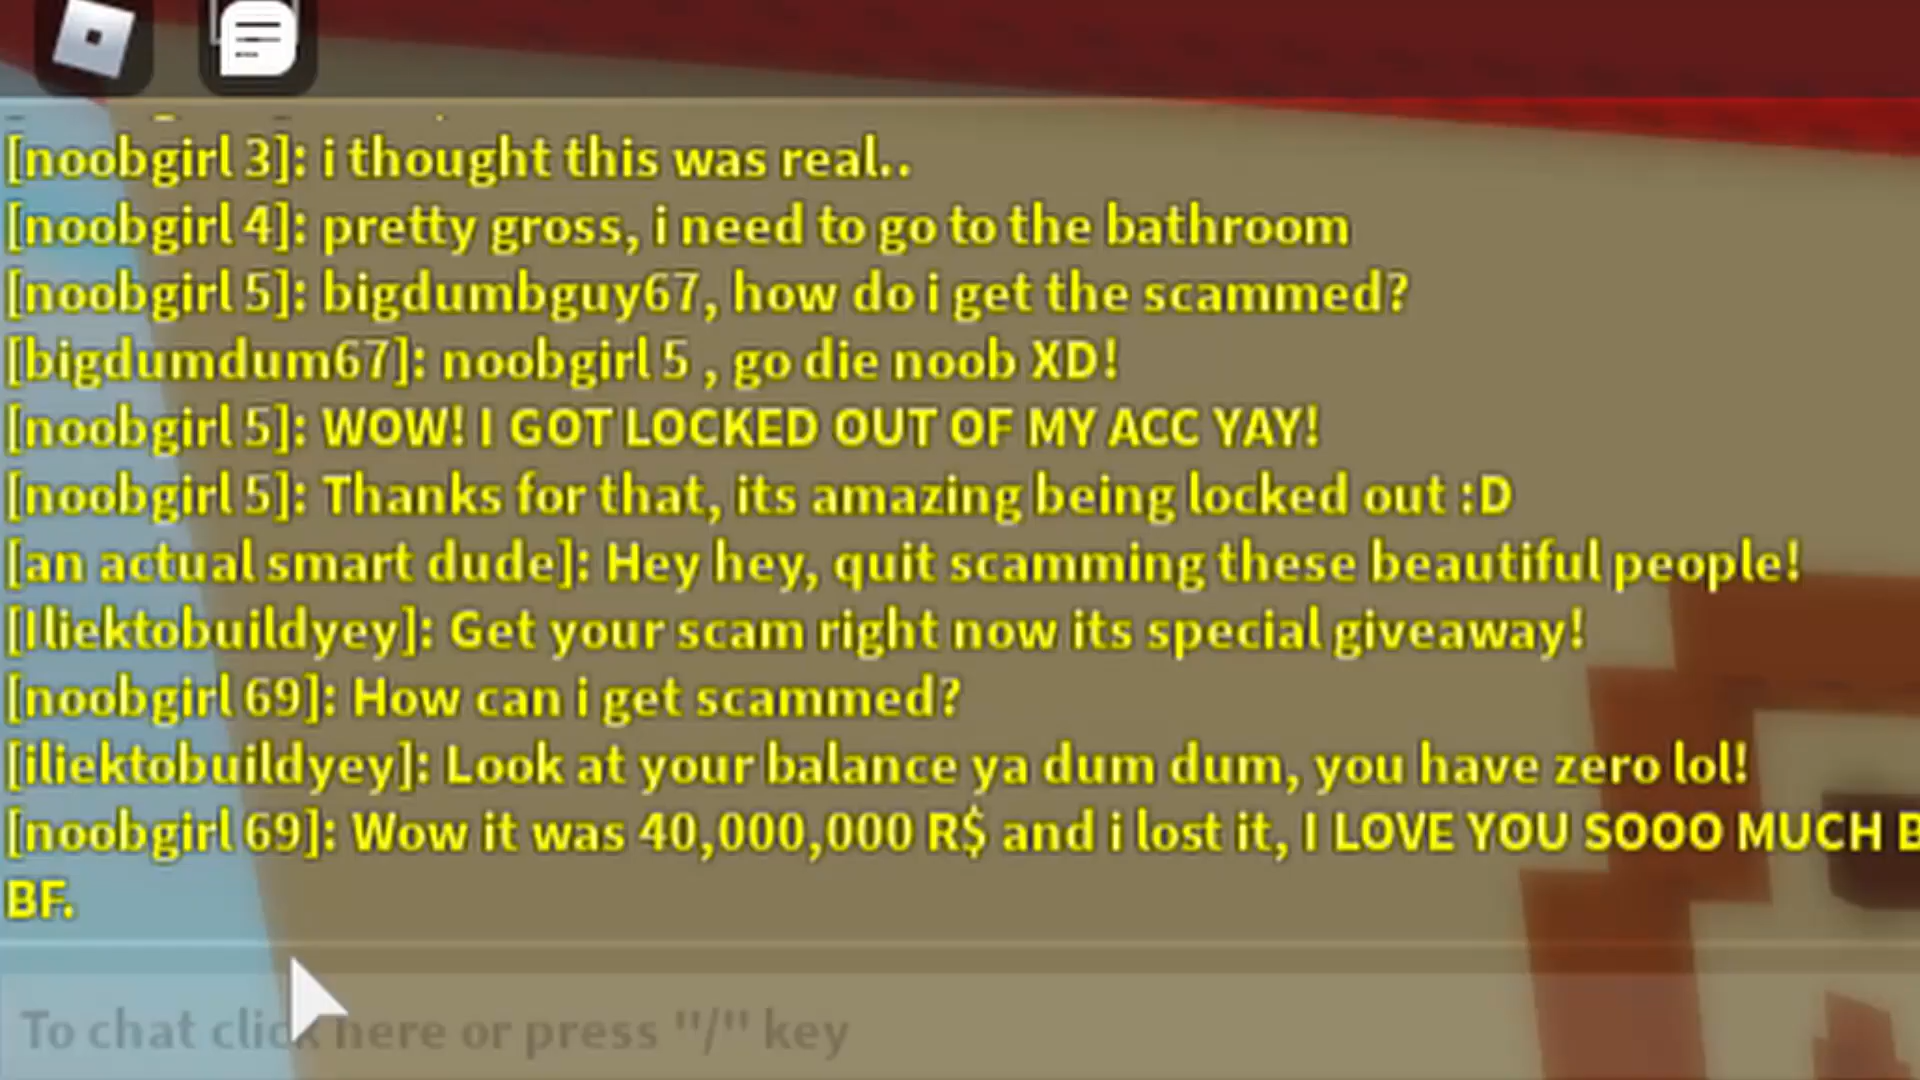 [noobgirl 3]: i thought this was real..
[noobgirl 4]: pretty gross, i need to go to the bathroom
[noobgirl 5]: bigdumbguy67, how do i get the scammed?
[bigdumdum67]: noobgirl 5 , go die noob XD!
[noobgirl 5]: WOW! I GOT LOCKED OUT OF MY ACC YAY!
[noobgirl 5]: Thanks for that, its amazing being locked out :D
[an actual smart dude]: Hey hey, quit scamming these beautiful people!
[Iliektobuildyey]: Get your scam right now its special giveaway!
[noobgirl 69]: How can i get scammed?
[iliektobuildyey]: Look at your balance ya dum dum, you have zero lol!
[noobgirl 69]: Wow it was 40,000,000 R$ and i lost it, I LOVE YOU SOOO MUCH
BF.
To chat click here or press "/" key